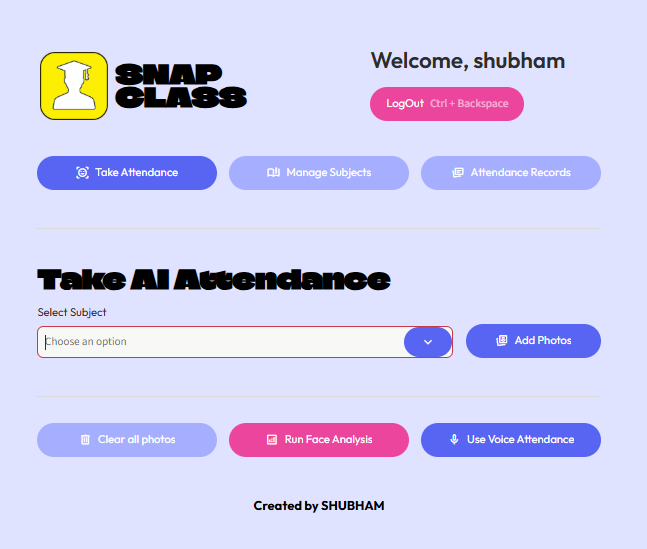 SNAP
CLASS
Welcome, shubham
LogOut Ctrl + Backspace
Take Attendance
Manage Subjects
Attendance Records
Take AI Attendance
Select Subject
Choose an option
Add Photos
Clear all photos
Run Face Analysis
Use Voice Attendance
Created by SHUBHAM